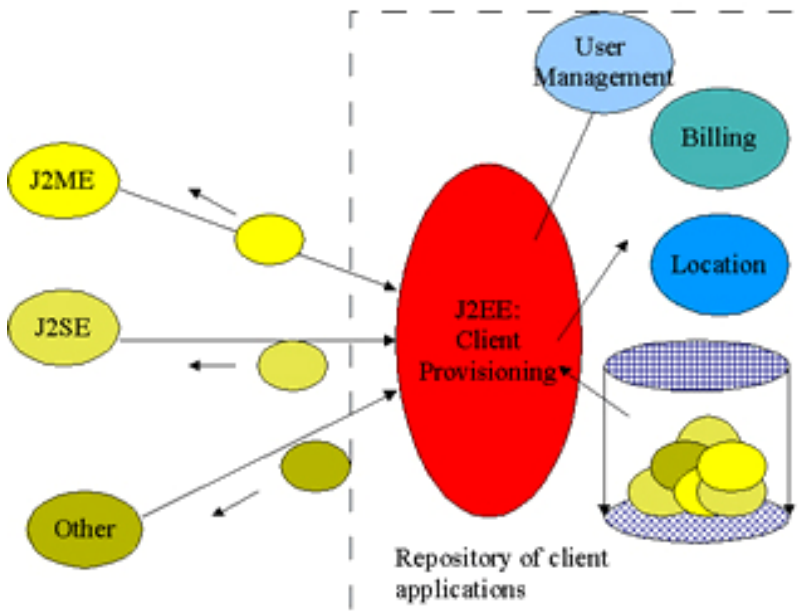 User
Management
Billing
J2ME
Location
J2SE
J2EE:
Client
Provisioning
Other
Repository of client
applications